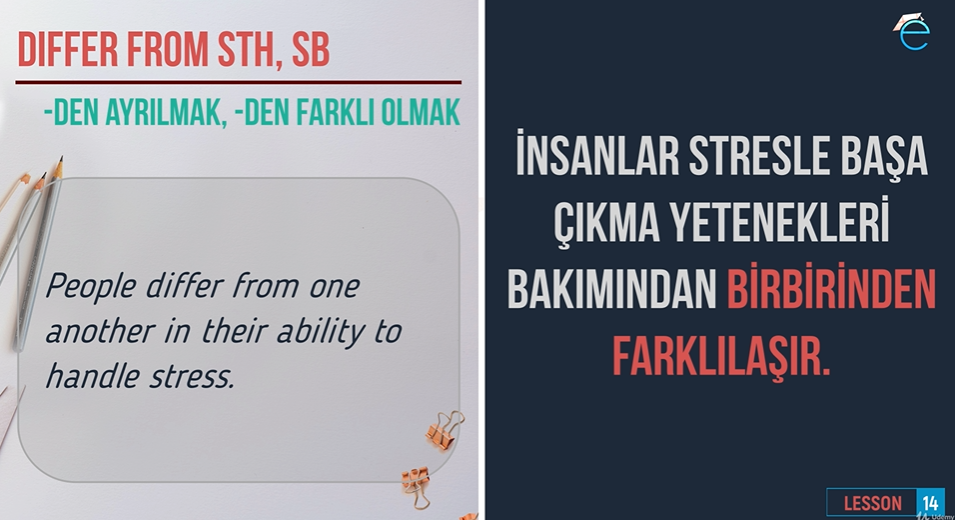 DIFFER FROM STH, SB
-DEN AYRILMAK, -DEN FARKLI OLMAK
People differ from one
another in their ability to
handle stress.
İNSANLAR STRESLE BAŞA
ÇIKMA YETENEKLERİ
BAKIMINDAN BİRBİRİNDEN
FARKLILAŞIR.
LESSON 14
Udemy